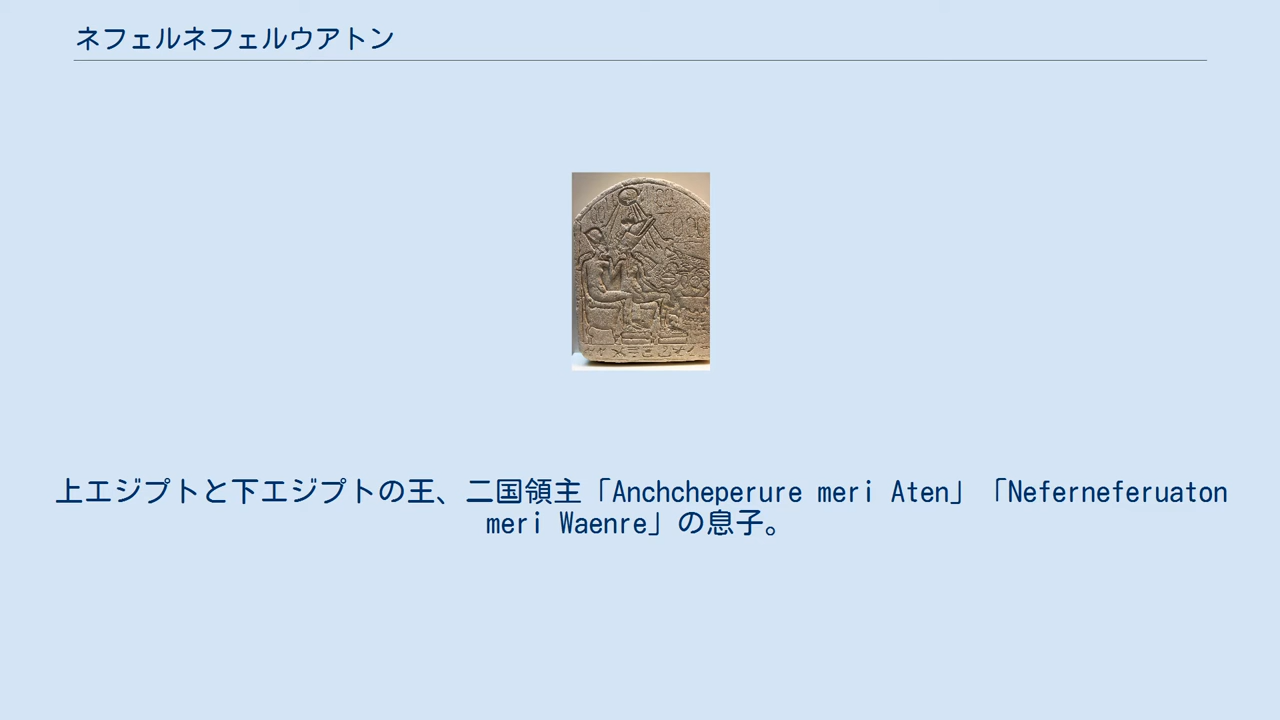 ネフェルネフェルウアトン
上エジプトと下エジプトの王、二国領主「Anchcheperure meri Aten」「Neferneferuaton
meri Waenre」の息子。